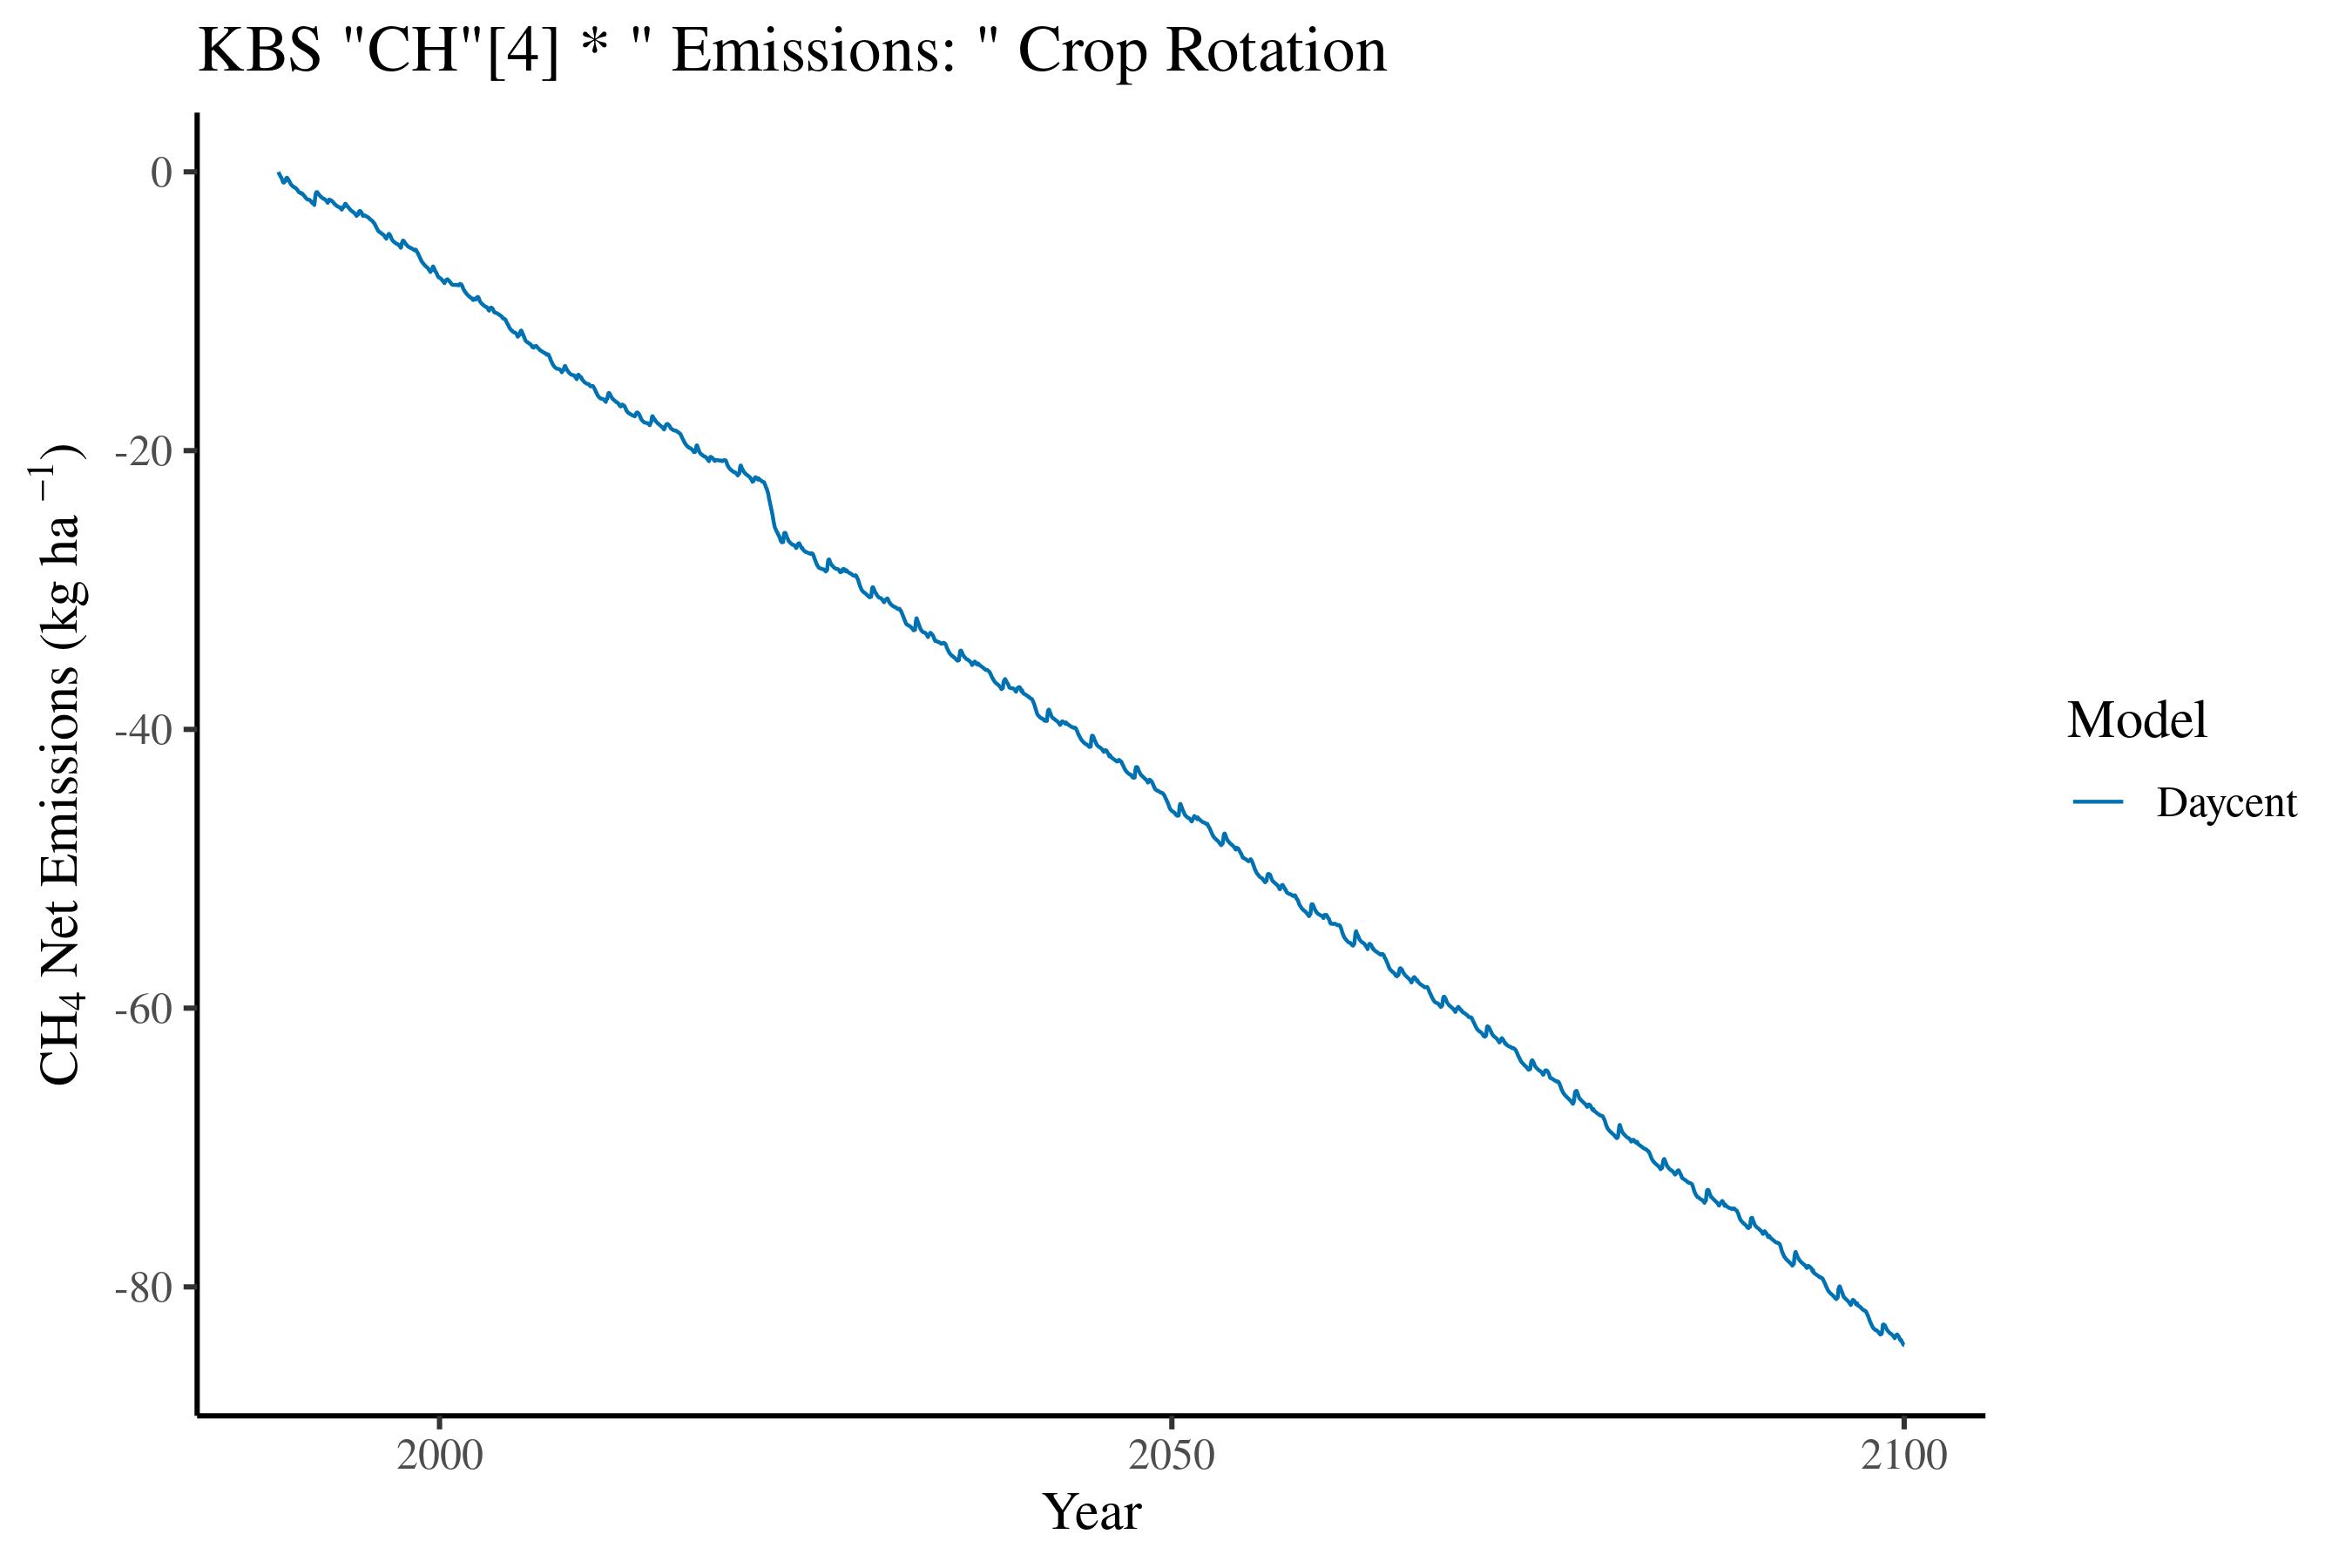 KBS "CH"[4] * " Emissions: " Crop Rotation
CH₄ Net Emissions (kg ha ⁻¹)
0
-20
-40
-60
-80
2000
2050
2100
Year
Model
Daycent